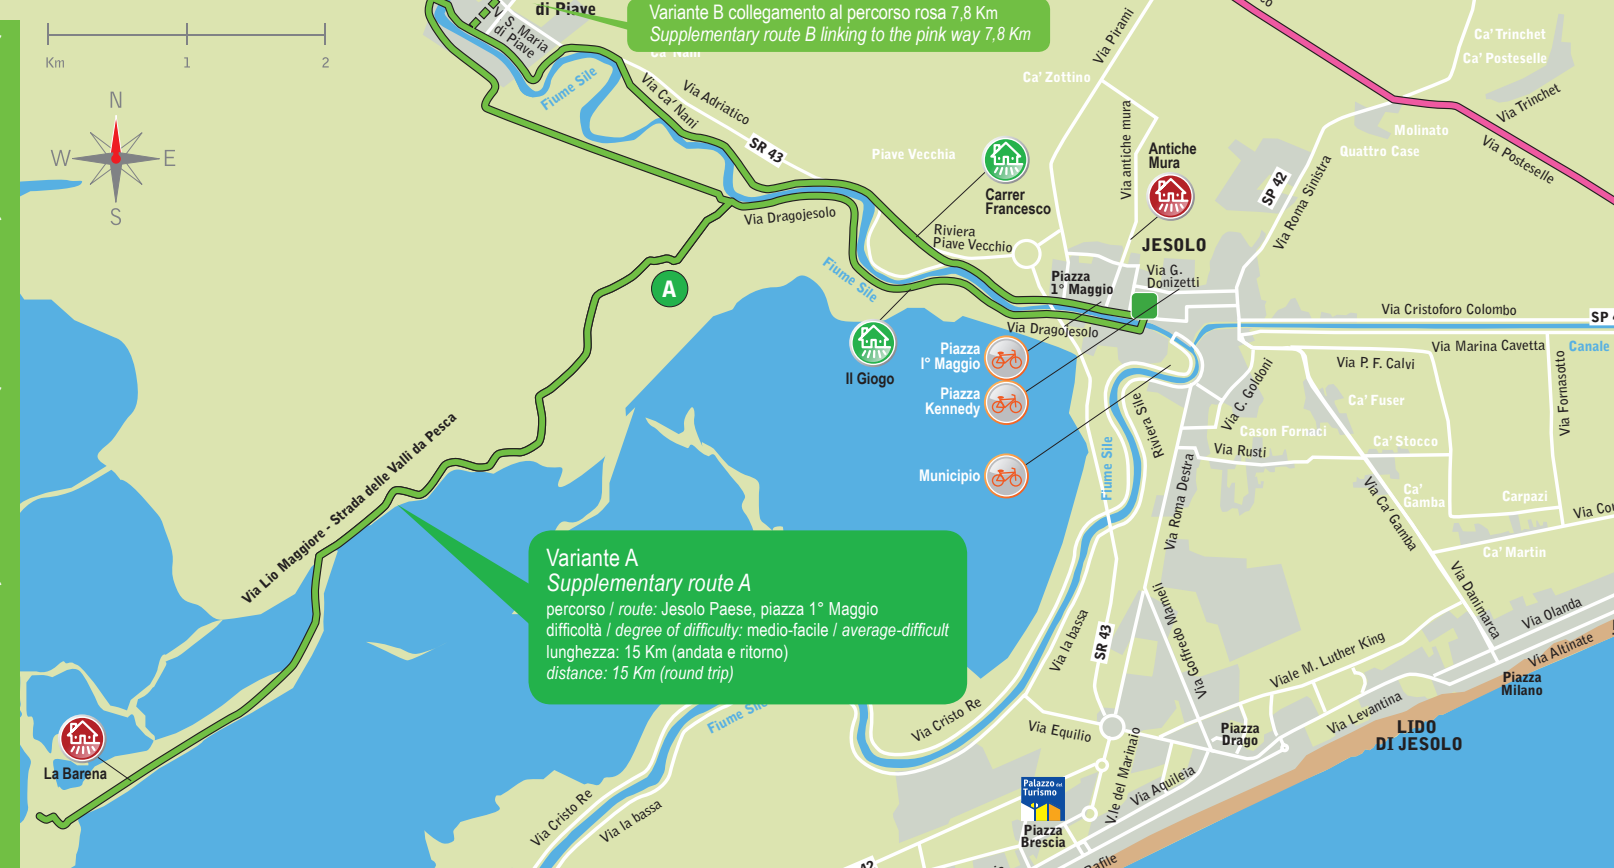 di Piave
Variante B collegamento al percorso rosa 7,8 Km
Supplementary route B linking to the pink way 7,8 Km
V
S. Maria
di Piave
Ca' Nani
Km
1
2
N
W
E
S
Fiume Sile
Via Ca' Nani
Via Adriatico
SR 43
Via Pirami
Ca' Zottino
Via antiche mura
Ca' Trinchet
Ca' Posteselle
Via Trinchet
Molinato
Quattro Case
Via Posteselle
Piave Vecchia
Carrer
Francesco
Antiche
Mura
SP 42
Via Roma Sinistra
Via Dragojesolo
Riviera
Piave Vecchio
JESOLO
Piazza
1° Maggio
Via G.
Donizetti
A
Fiume Sile
Il Giogo
Via Dragojesolo
Piazza
I° Maggio
Piazza
Kennedy
Municipio
Via Cristoforo Colombo
SP
Via Marina Cavetta
Canale
Via P. F. Calvi
Via C. Goldoni
Ca' Fuser
Via Fornasotto
Cason Fornaci
Ca' Stocco
Via Rusti
Riviera Sile
Fiume Sile
Via Roma Destra
Ca'
Gamba
Carpazi
Via Ca' Gamba
Ca' Martin
Via Lio Maggiore - Strada delle Valli da Pesca
Variante A
Supplementary route A
percorso / route: Jesolo Paese, piazza 1° Maggio
difficoltà / degree of difficulty: medio-facile / average-difficult
lunghezza: 15 Km (andata e ritorno)
distance: 15 Km (round trip)
Via Danimarca
Via Olanda
Via Altinate
Via la bassa
SR 43
Via Goffredo Mameli
Viale M. Luther King
Piazza
Milano
Via Levantina
Fiume Sile
Via Cristo Re
Via Equilio
Piazza
Drago
LIDO
DI JESOLO
La Barena
V.le del Marinaio
Via Aquileia
Palazzo del
Turismo
Piazza
Brescia
Via Cristo Re
Via la bassa
42